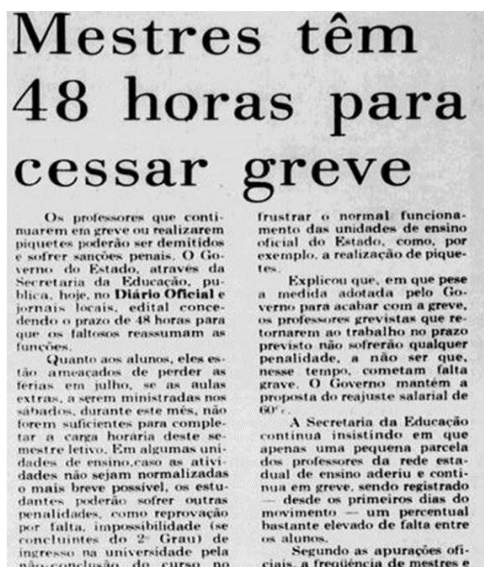 Mestres têm
48 horas para
cessar greve
Os professores que conti-
nuarem em greve ou realizarem
piquetes poderão ser demitidos
e sofrer sanções penais. O Go-
verno do Estado, através da
Secretaria da Educação, pu-
blica, hoje, no Diário Oficial e
jornais locais, edital conce-
dendo o prazo de 48 horas para
que os faltosos reassumam as
funções.
Quanto aos alunos, eles es-
tão ameaçados de perder as
férias em julho, se as aulas
extras, a serem ministradas nos
sábados, durante este mês, não
forem suficientes para comple-
tar a carga horária deste se-
mestre letivo. Em algumas uni-
dades de ensino,caso as ativi-
dades não sejam normalizadas
o mais breve possível, os estu-
dantes poderão sofrer outras
penalidades, como reprovação
por falta, impossibilidade (se
concluintes do 2º Grau) de
ingresso na universidade pela
não-conclusão do curso no
frustrar o normal funciona-
mento das unidades de ensino
oficial do Estado, como, por
exemplo, a realização de pique-
tes.
Explicou que, em que pese
a medida adotada pelo Go-
verno para acabar com a greve,
os professores grevistas que re-
tornarem ao trabalho no prazo
previsto não sofrerão qualquer
penalidade, a não ser que,
nesse tempo, cometam falta
grave. O Governo mantém a
proposta do reajuste salarial de
60%.
A Secretaria da Educação
continua insistindo em que
apenas uma pequena parcela
dos professores da rede esta-
dual de ensino aderiu e conti-
nua em greve, sendo registrado
— desde os primeiros dias do
movimento — um percentual
bastante elevado de falta entre
os alunos.
Segundo as apurações ofi-
ciais, a freqüência de mestres e